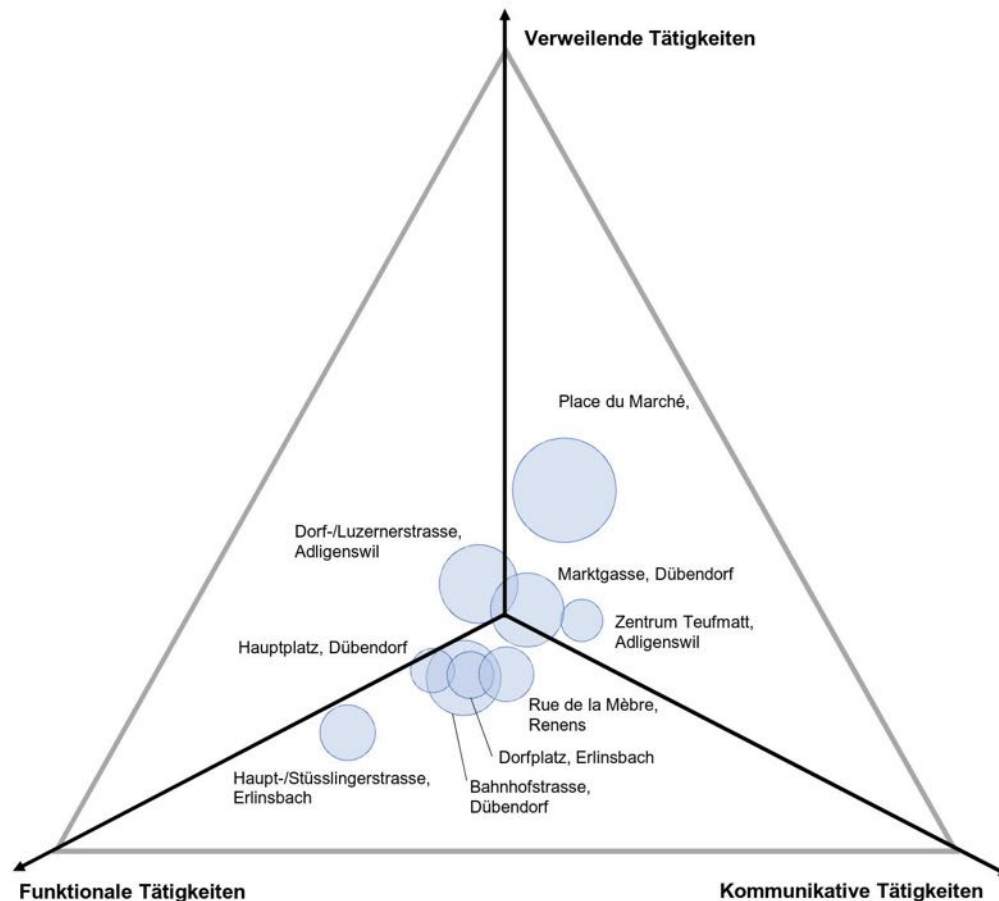 Verweilende Tätigkeiten
Place du Marché,
Dorf-/Luzernerstrasse,
Adligenswil
Marktgasse, Dübendorf
Zentrum Teufmatt,
Adligenswil
Hauptplatz, Dübendorf
Rue de la Mèbre,
Renens
Dorfplatz, Erlinsbach
Haupt-/Stüsslingerstrasse,
Erlinsbach
Bahnhofstrasse,
Dübendorf
Funktionale Tätigkeiten
Kommunikative Tätigkeiten